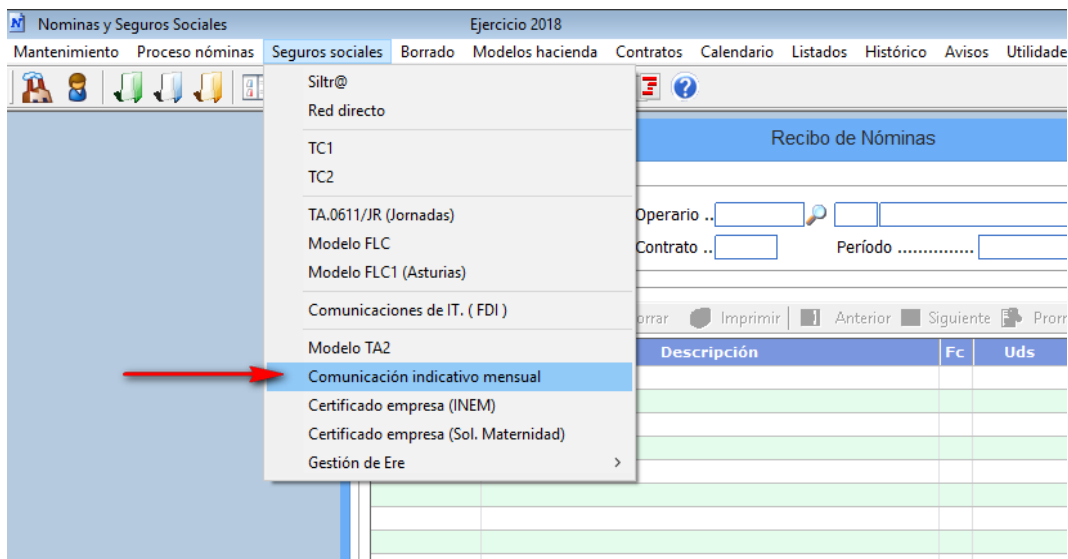 Nominas y Seguros Sociales Ejercicio 2018
Mantenimiento Proceso nóminas Seguros sociales Borrado Modelos hacienda Contratos Calendario Listados Histórico Avisos Utilidade
Siltr@
Red directo
TC1
TC2
TA.0611/JR (Jornadas)
Modelo FLC
Modelo FLC1 (Asturias)
Comunicaciones de IT. ( FDI )
Modelo TA2
Comunicación indicativo mensual
Certificado empresa (INEM)
Certificado empresa (Sol. Maternidad)
Gestión de Ere >
Recibo de Nóminas
Operario ..
Contrato .. Período ...............
orrar Imprimir Anterior Siguiente Prorr
Descripción Fc Uds